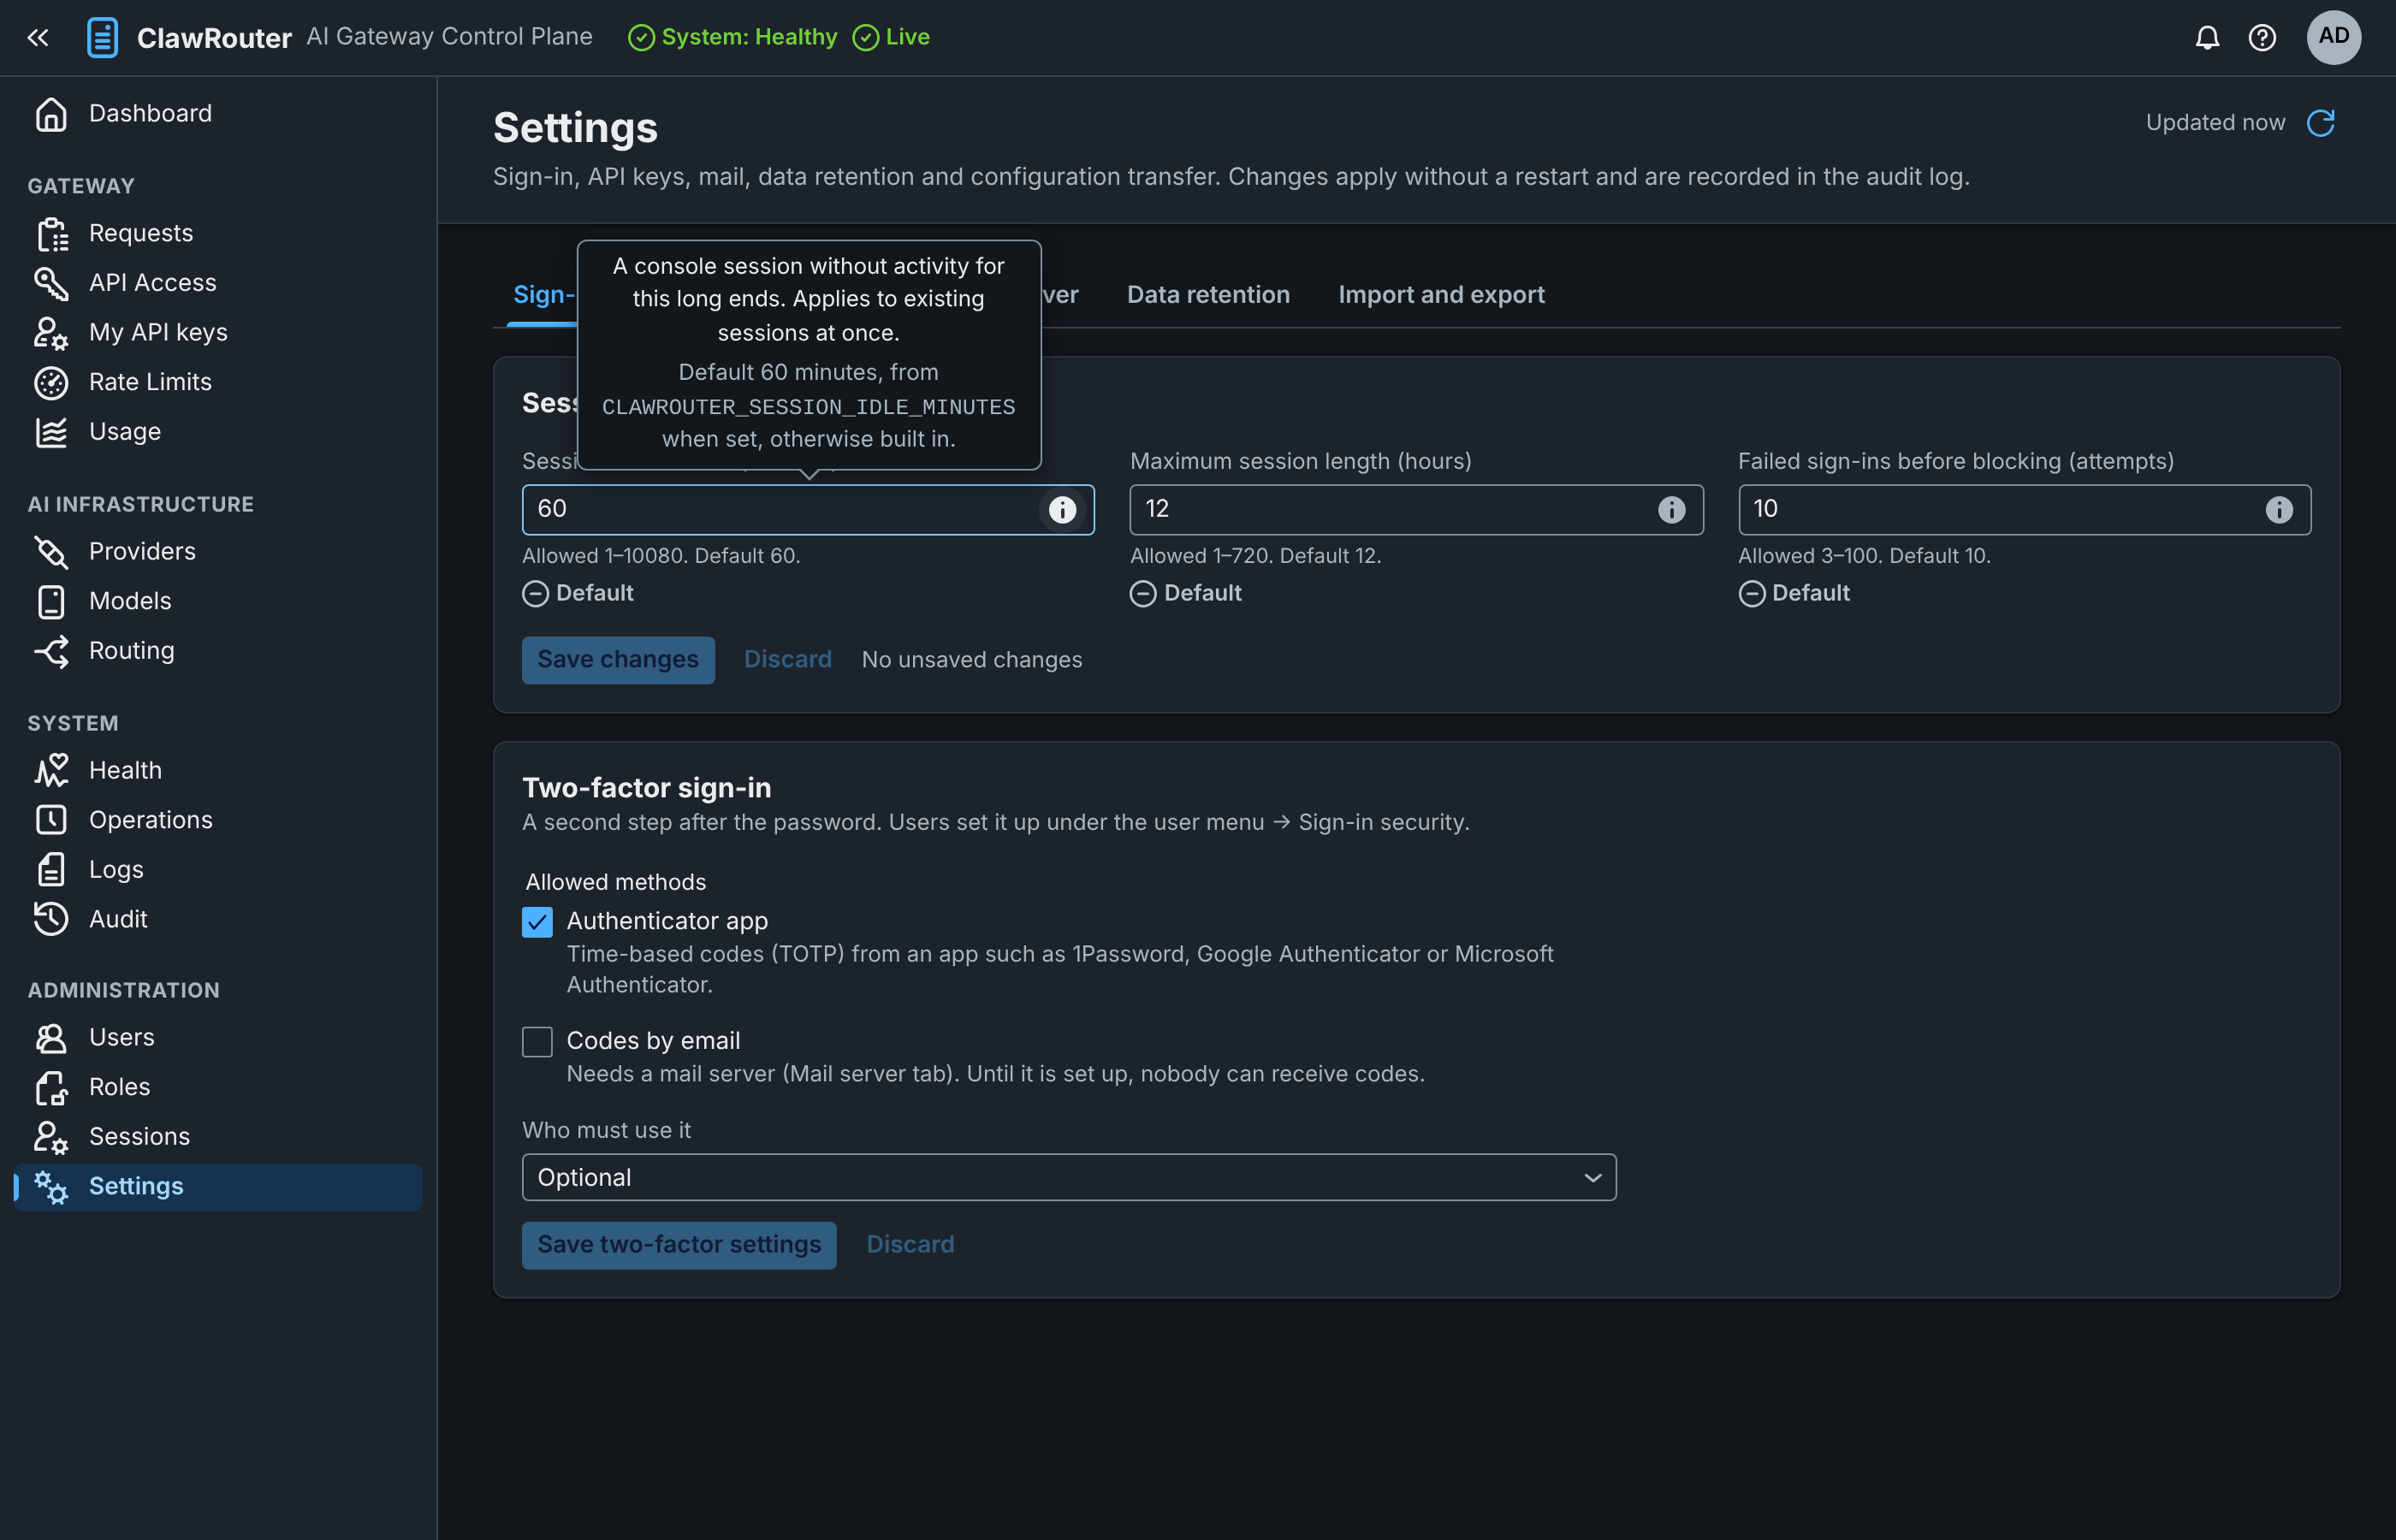 ClawRouter AI Gateway Control Plane System: Healthy Live AD
Dashboard
GATEWAY
Requests
API Access
My API keys
Rate Limits
Usage
AI INFRASTRUCTURE
Providers
Models
Routing
SYSTEM
Health
Operations
Logs
Audit
ADMINISTRATION
Users
Roles
Sessions
Settings
Settings
Updated now
Sign-in, API keys, mail, data retention and configuration transfer. Changes apply without a restart and are recorded in the audit log.
Sign- ver Data retention Import and export
A console session without activity for
this long ends. Applies to existing
sessions at once.
Default 60 minutes, from
CLAWROUTER_SESSION_IDLE_MINUTES
when set, otherwise built in.
Maximum session length (hours)
Failed sign-ins before blocking (attempts)
60
12
10
Allowed 1–10080. Default 60.
Allowed 1–720. Default 12.
Allowed 3–100. Default 10.
Default
Default
Default
Save changes Discard No unsaved changes
Two-factor sign-in
A second step after the password. Users set it up under the user menu → Sign-in security.
Allowed methods
Authenticator app
Time-based codes (TOTP) from an app such as 1Password, Google Authenticator or Microsoft
Authenticator.
Codes by email
Needs a mail server (Mail server tab). Until it is set up, nobody can receive codes.
Who must use it
Optional
Save two-factor settings Discard